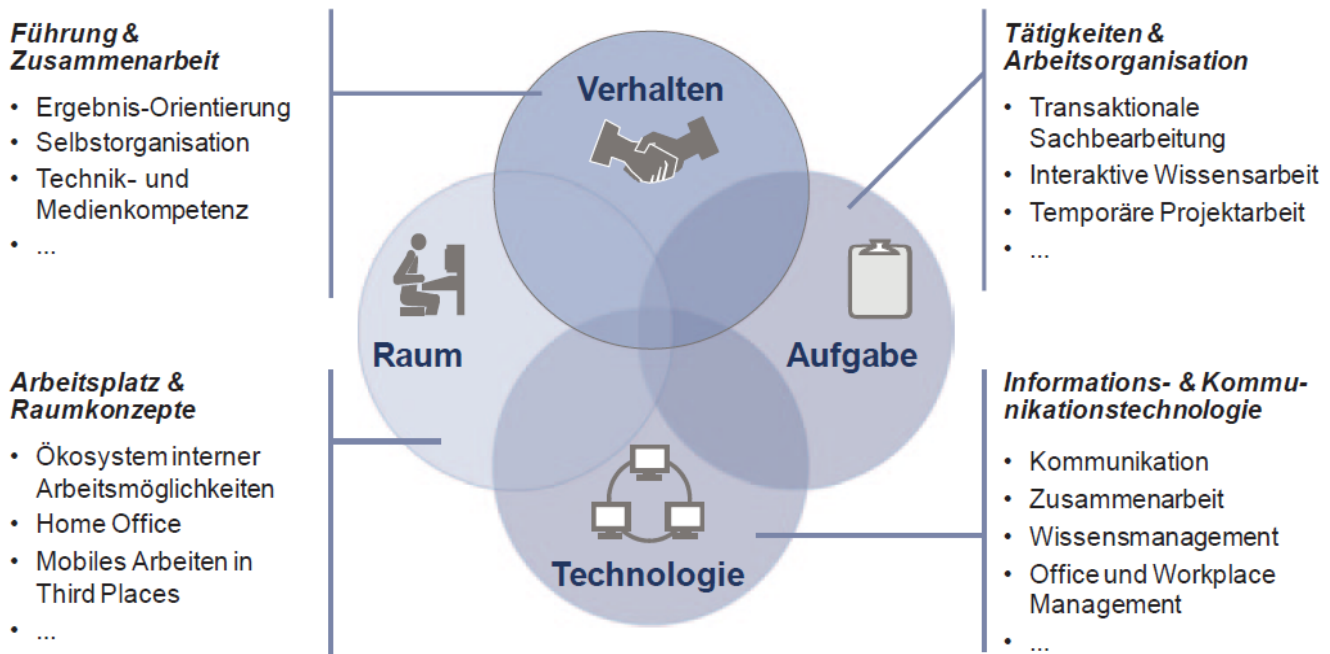 Führung &
Zusammenarbeit
• Ergebnis-Orientierung
• Selbstorganisation
• Technik- und
Medienkompetenz
• ...
Verhalten
Tätigkeiten &
Arbeitsorganisation
• Transaktionale
Sachbearbeitung
• Interaktive Wissensarbeit
• Temporäre Projektarbeit
• ...
Raum
Aufgabe
Arbeitsplatz &
Raumkonzepte
• Ökosystem interner
Arbeitsmöglichkeiten
• Home Office
• Mobiles Arbeiten in
Third Places
• ...
Technologie
Informations- & Kommu-
nikationstechnologie
• Kommunikation
• Zusammenarbeit
• Wissensmanagement
• Office und Workplace
Management
• ...